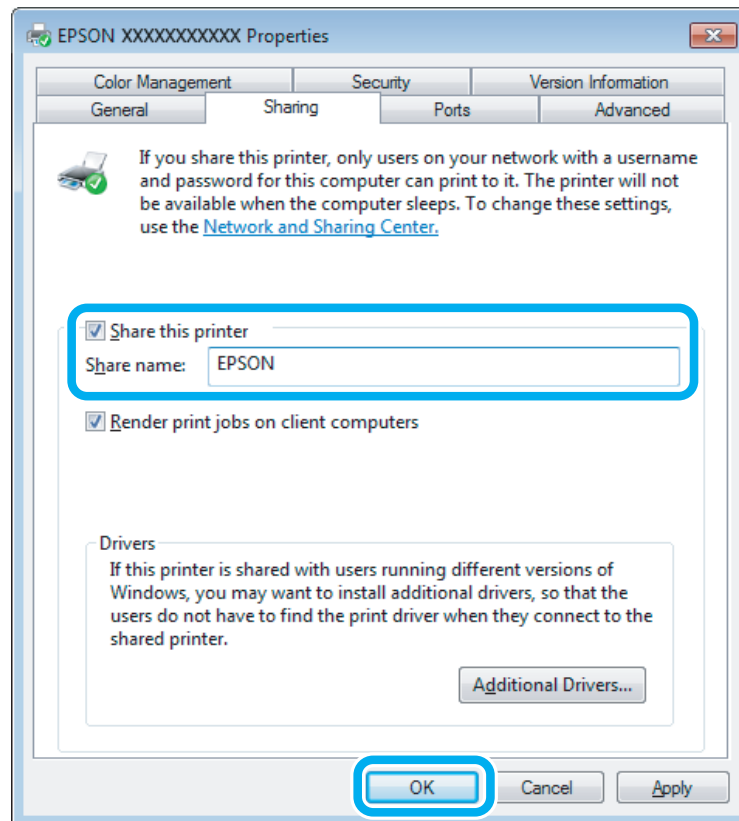 EPSON XXXXXXXXXXX Properties
Color Management Security Version Information
General Sharing Ports Advanced
If you share this printer, only users on your network with a username
and password for this computer can print to it. The printer will not
be available when the computer sleeps. To change these settings,
use the Network and Sharing Center.
Share this printer
Share name: EPSON
Render print jobs on client computers
Drivers
If this printer is shared with users running different versions of
Windows, you may want to install additional drivers, so that the
users do not have to find the print driver when they connect to the
shared printer.
Additional Drivers...
OK Cancel Apply